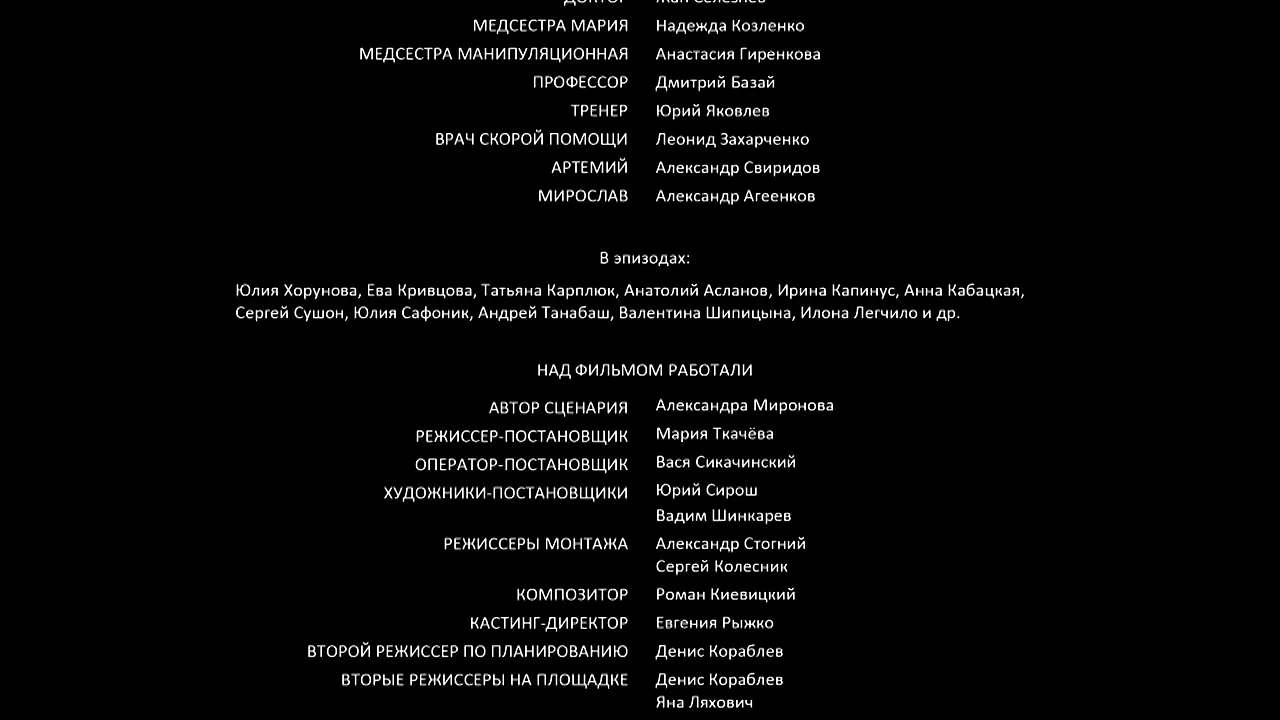 МЕДСЕСТРА МАРИЯ Надежда Козленко
МЕДСЕСТРА МАНИПУЛЯЦИОННАЯ Анастасия Гиренкова
ПРОФЕССОР Дмитрий Базай
ТРЕНЕР Юрий Яковлев
ВРАЧ СКОРОЙ ПОМОЩИ Леонид Захарченко
АРТЕМИЙ Александр Свиридов
МИРОСЛАВ Александр Агеенков
В эпизодах:
Юлия Хорунова, Ева Кривцова, Татьяна Карплюк, Анатолий Асланов, Ирина Капинус, Анна Кабацкая,
Сергей Сушон, Юлия Сафоник, Андрей Танабаш, Валентина Шипицына, Илона Легчило и др.
НАД ФИЛЬМОМ РАБОТАЛИ
АВТОР СЦЕНАРИЯ Александра Миронова
РЕЖИССЕР-ПОСТАНОВЩИК Мария Ткачёва
ОПЕРАТОР-ПОСТАНОВЩИК Вася Сикачинский
ХУДОЖНИКИ-ПОСТАНОВЩИКИ Юрий Сирош
Вадим Шинкарев
РЕЖИССЕРЫ МОНТАЖА Александр Стогний
Сергей Колесник
КОМПОЗИТОР Роман Киевицкий
КАСТИНГ-ДИРЕКТОР Евгения Рыжко
ВТОРОЙ РЕЖИССЕР ПО ПЛАНИРОВАНИЮ Денис Кораблев
ВТОРЫЕ РЕЖИССЕРЫ НА ПЛОЩАДКЕ Денис Кораблев
Яна Ляхович